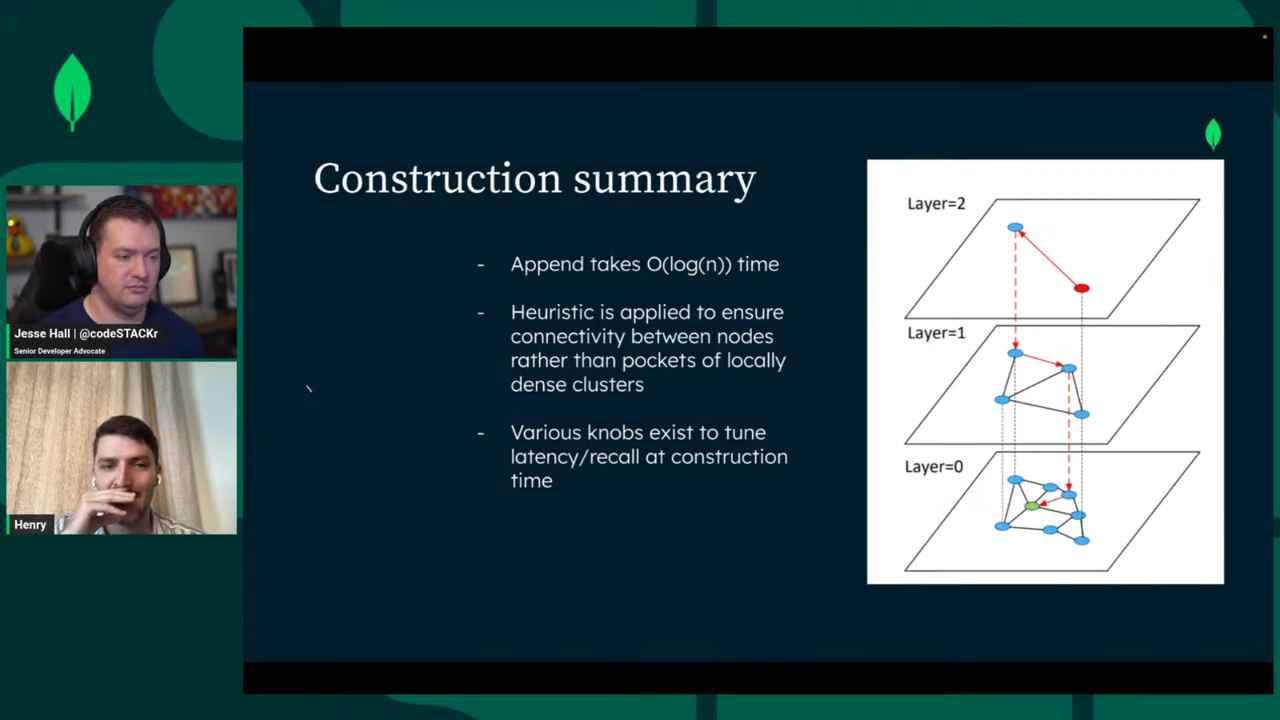 Construction summary
- Append takes O(log(n)) time
- Heuristic is applied to ensure
connectivity between nodes
rather than pockets of locally
dense clusters
- Various knobs exist to tune
latency/recall at construction
time
Layer=2
Layer=1
Layer=0
Jesse Hall | @codeSTACKr
Senior Developer Advocate
Henry